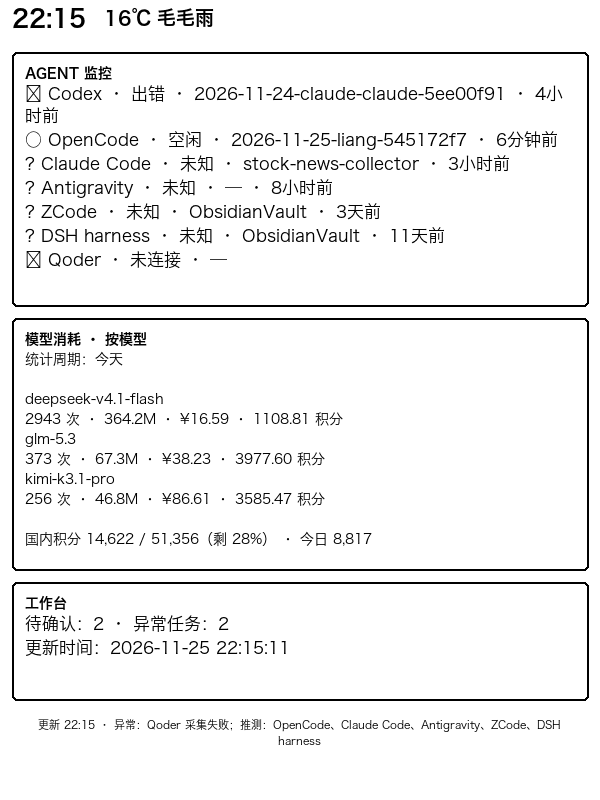 22:15 16℃ 毛毛雨
AGENT 监控
☒ Codex · 出错 · 2026-11-24-claude-claude-5ee00f91 · 4小
时前
○ OpenCode · 空闲 · 2026-11-25-liang-545172f7 · 6分钟前
? Claude Code · 未知 · stock-news-collector · 3小时前
? Antigravity · 未知 · — · 8小时前
? ZCode · 未知 · ObsidianVault · 3天前
? DSH harness · 未知 · ObsidianVault · 11天前
☒ Qoder · 未连接 · —
模型消耗 · 按模型
统计周期：今天
deepseek-v4.1-flash
2943 次 · 364.2M · ¥16.59 · 1108.81 积分
glm-5.3
373 次 · 67.3M · ¥38.23 · 3977.60 积分
kimi-k3.1-pro
256 次 · 46.8M · ¥86.61 · 3585.47 积分
国内积分 14,622 / 51,356（剩 28%） · 今日 8,817
工作台
待确认：2 · 异常任务：2
更新时间：2026-11-25 22:15:11
更新 22:15 · 异常：Qoder 采集失败；推测：OpenCode、Claude Code、Antigravity、ZCode、DSH
harness